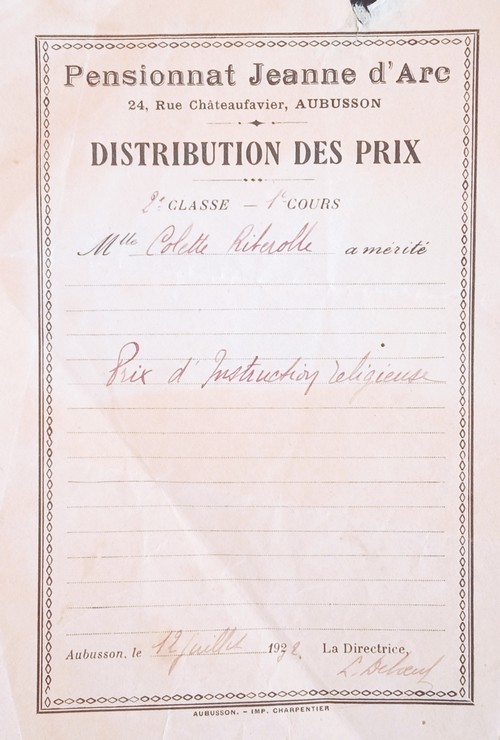 Pensionnat Jeanne d'Arc
24, Rue Châteaufavier, AUBUSSON
DISTRIBUTION DES PRIX
2e CLASSE — 1er COURS
Mlle Colette Riberolle a mérité
Prix d'Instruction religieuse
Aubusson, le 12 juillet 1932. La Directrice,
AUBUSSON. – IMP. CHARPENTIER